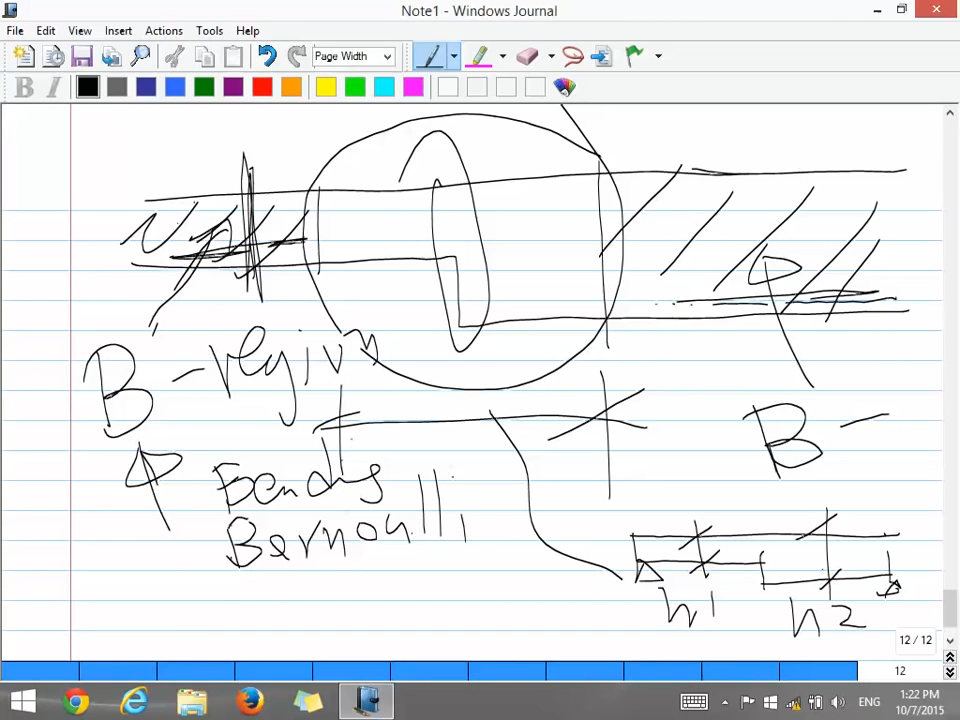 Note1 - Windows Journal
File Edit View Insert Actions Tools Help
Page Width
B I
B - region
B -
Bending
Bernoulli
h1
h2
12 / 12
12
ENG
1:22 PM
10/7/2015